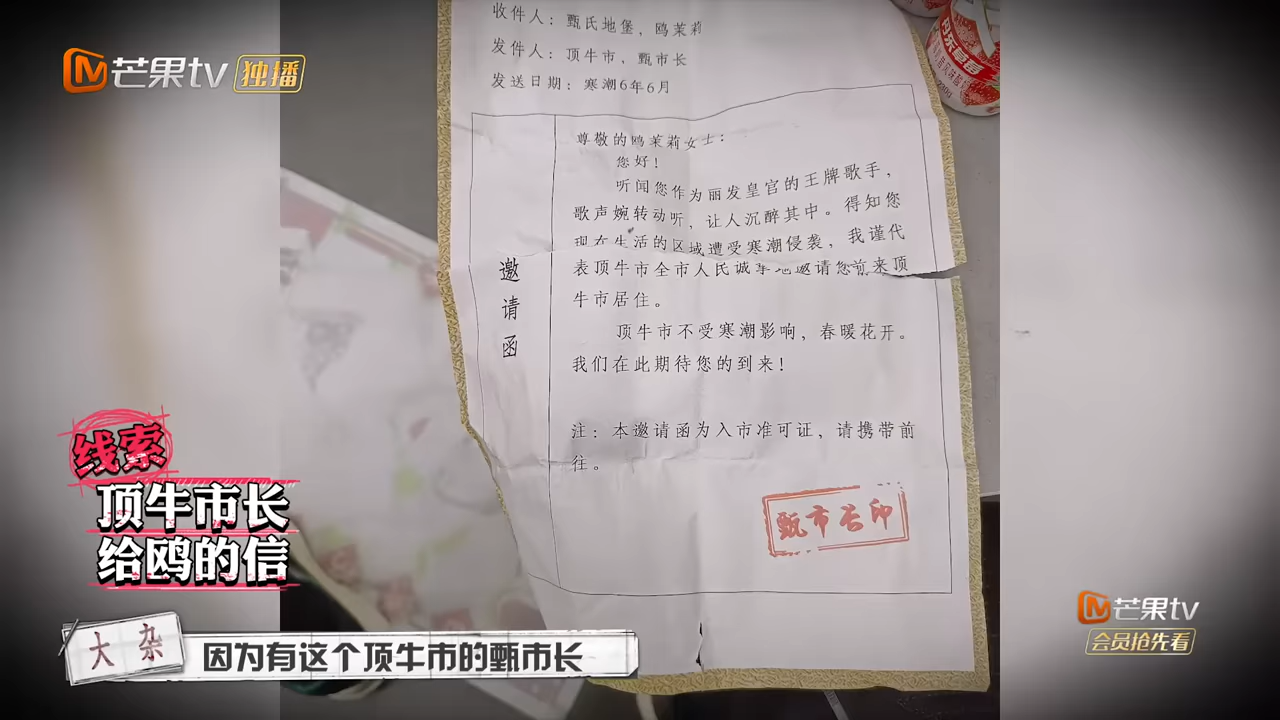 芒果tv 独播
收件人：甄氏地堡，鸥茉莉
发件人：顶牛市，甄市长
发送日期：寒潮6年6月
尊敬的鸥茉莉女士：
您好！
听闻您作为丽发皇宫的王牌歌手，
歌声婉转动听，让人沉醉其中。得知您
现在生活的区域遭受寒潮侵袭，我谨代
表顶牛市全市人民诚挚地邀请您前来顶
牛市居住。
顶牛市不受寒潮影响，春暖花开。
我们在此期待您的到来！
注：本邀请函为入市准可证，请携带前
往。
邀请函
甄市长印
线索
顶牛市长
给鸥的信
大杂
因为有这个顶牛市的甄市长
芒果tv
会员抢先看